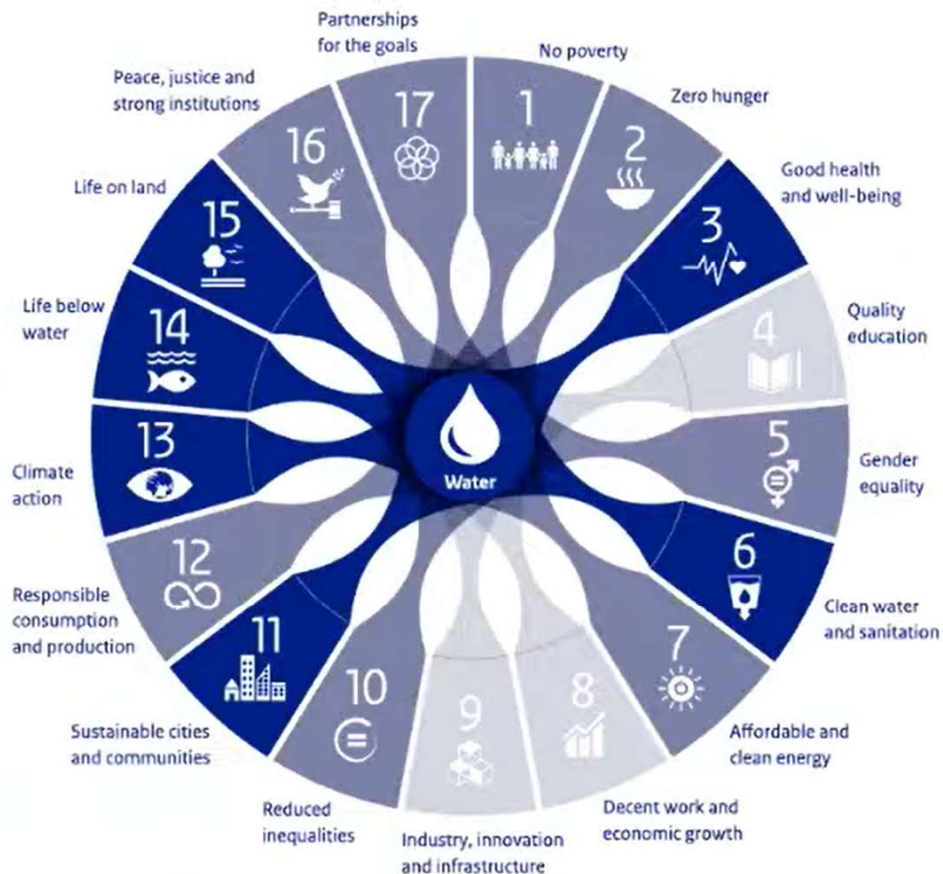 Partnerships
for the goals
No poverty
Zero hunger
Good health
and well-being
Quality
education
Gender
equality
Clean water
and sanitation
Affordable and
clean energy
Decent work and
economic growth
Industry, innovation
and infrastructure
Reduced
inequalities
Sustainable cities
and communities
Responsible
consumption
and production
Climate
action
Life below
water
Life on land
Peace, justice and
strong institutions
1
2
3
4
5
6
7
8
9
10
11
12
13
14
15
16
17
Water